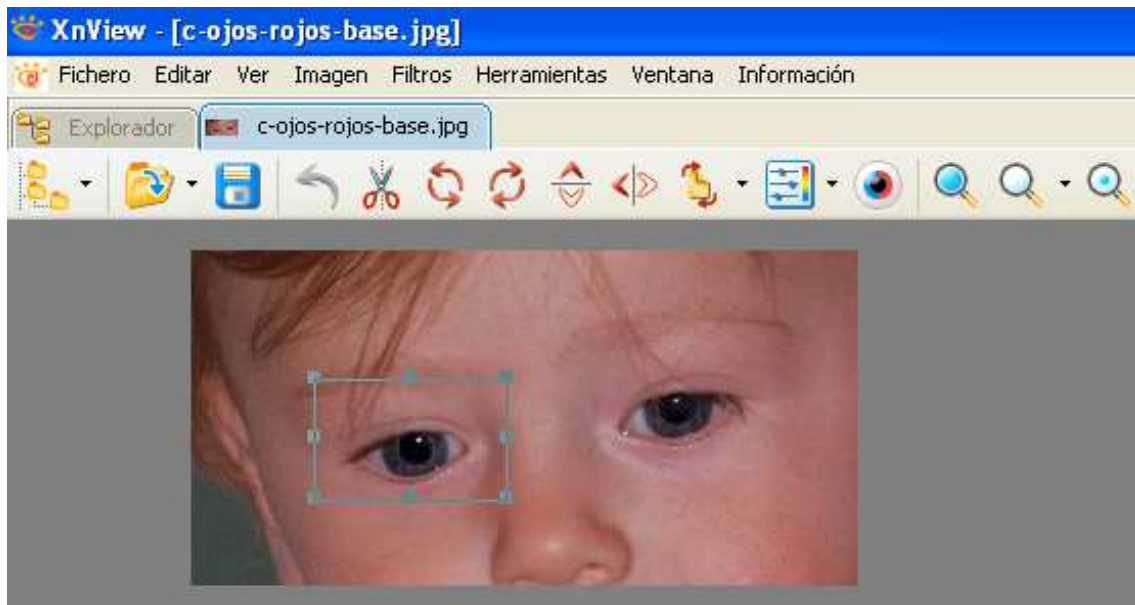 XnView - [c-ojos-rojos-base.jpg]
Fichero Editar Ver Imagen Filtros Herramientas Ventana Información
Explorador c-ojos-rojos-base.jpg